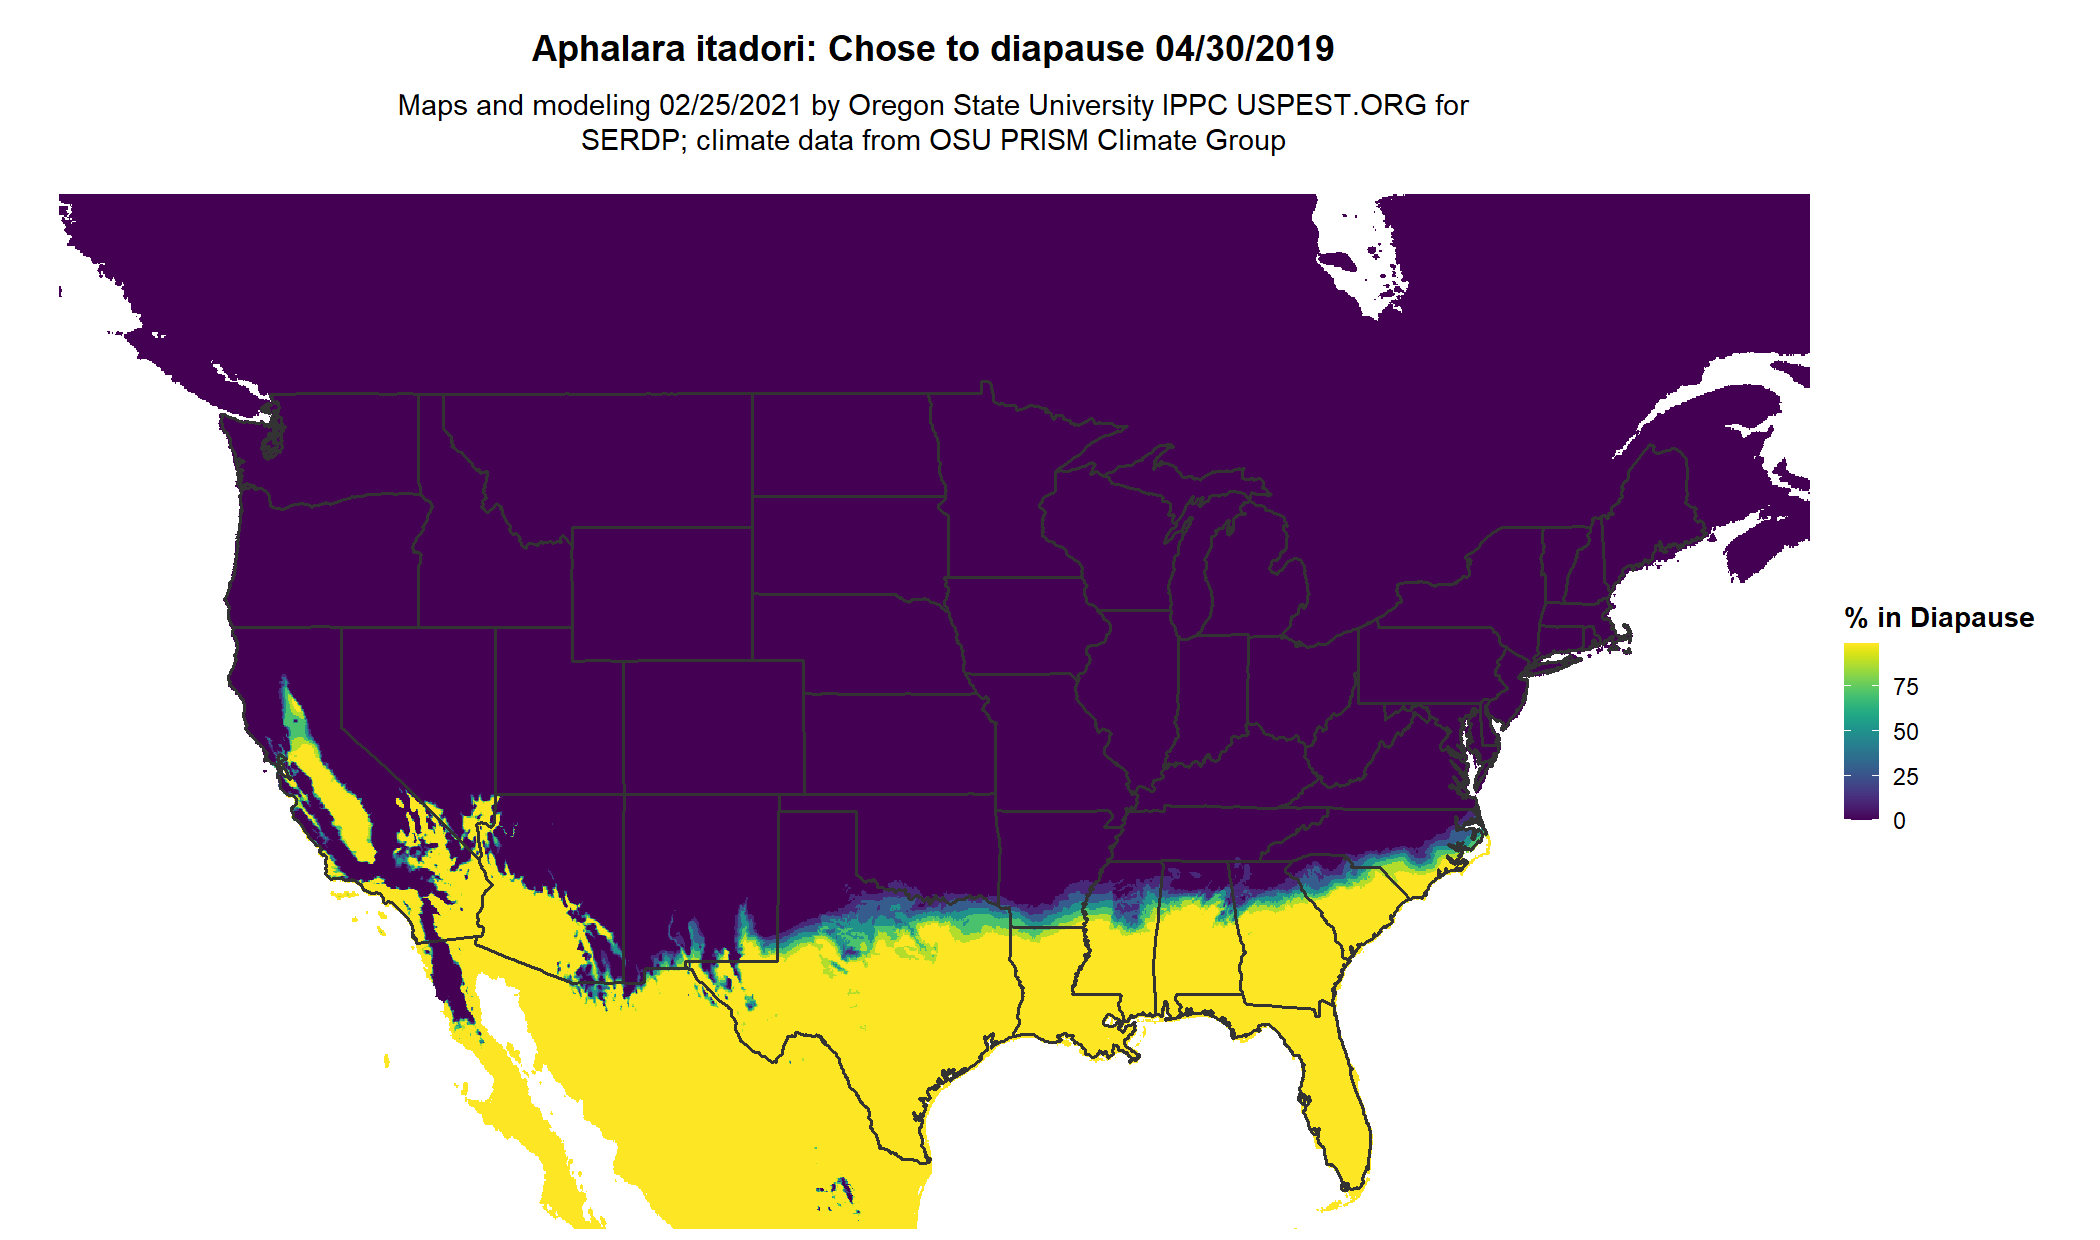 Aphalara itadori: Chose to diapause 04/30/2019
Maps and modeling 02/25/2021 by Oregon State University IPPC USPEST.ORG for
SERDP; climate data from OSU PRISM Climate Group
% in Diapause
75
50
25
0